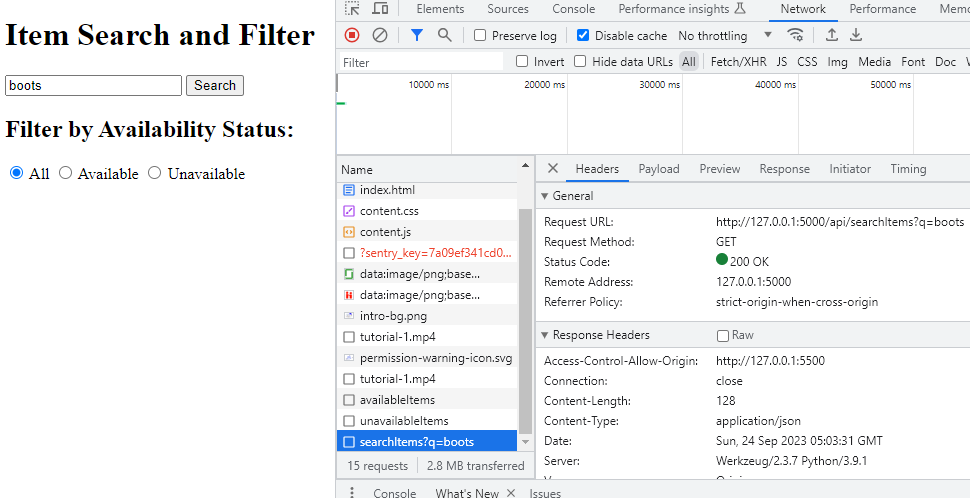 Item Search and Filter
boots Search
Filter by Availability Status:
All Available Unavailable
Elements Sources Console Performance insights Network Performance
Preserve log Disable cache No throttling
Filter Invert Hide data URLs All Fetch/XHR JS CSS Img Media Font Doc
10000 ms 20000 ms 30000 ms 40000 ms 50000 ms
Name
index.html
content.css
content.js
?sentry_key=7a09ef341cd0...
data:image/png;base...
data:image/png;base...
intro-bg.png
tutorial-1.mp4
permission-warning-icon.svg
tutorial-1.mp4
availableItems
unavailableItems
searchItems?q=boots
15 requests 2.8 MB transferred
Headers Payload Preview Response Initiator Timing
General
Request URL: http://127.0.0.1:5000/api/searchItems?q=boots
Request Method: GET
Status Code: 200 OK
Remote Address: 127.0.0.1:5000
Referrer Policy: strict-origin-when-cross-origin
Response Headers Raw
Access-Control-Allow-Origin: http://127.0.0.1:5500
Connection: close
Content-Length: 128
Content-Type: application/json
Date: Sun, 24 Sep 2023 05:03:31 GMT
Server: Werkzeug/2.3.7 Python/3.9.1
Console What's New Issues